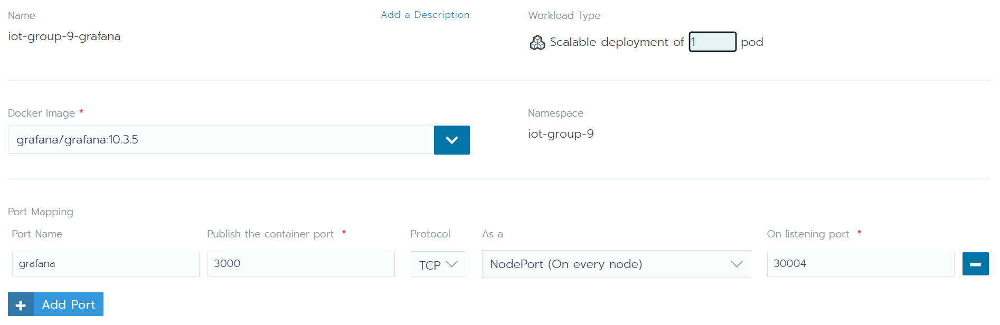 Name
Add a Description
iot-group-9-grafana
Workload Type
Scalable deployment of 1 pod
Docker Image *
grafana/grafana:10.3.5
Namespace
iot-group-9
Port Mapping
Port Name Publish the container port * Protocol As a On listening port *
grafana 3000 TCP NodePort (On every node) 30004
+ Add Port